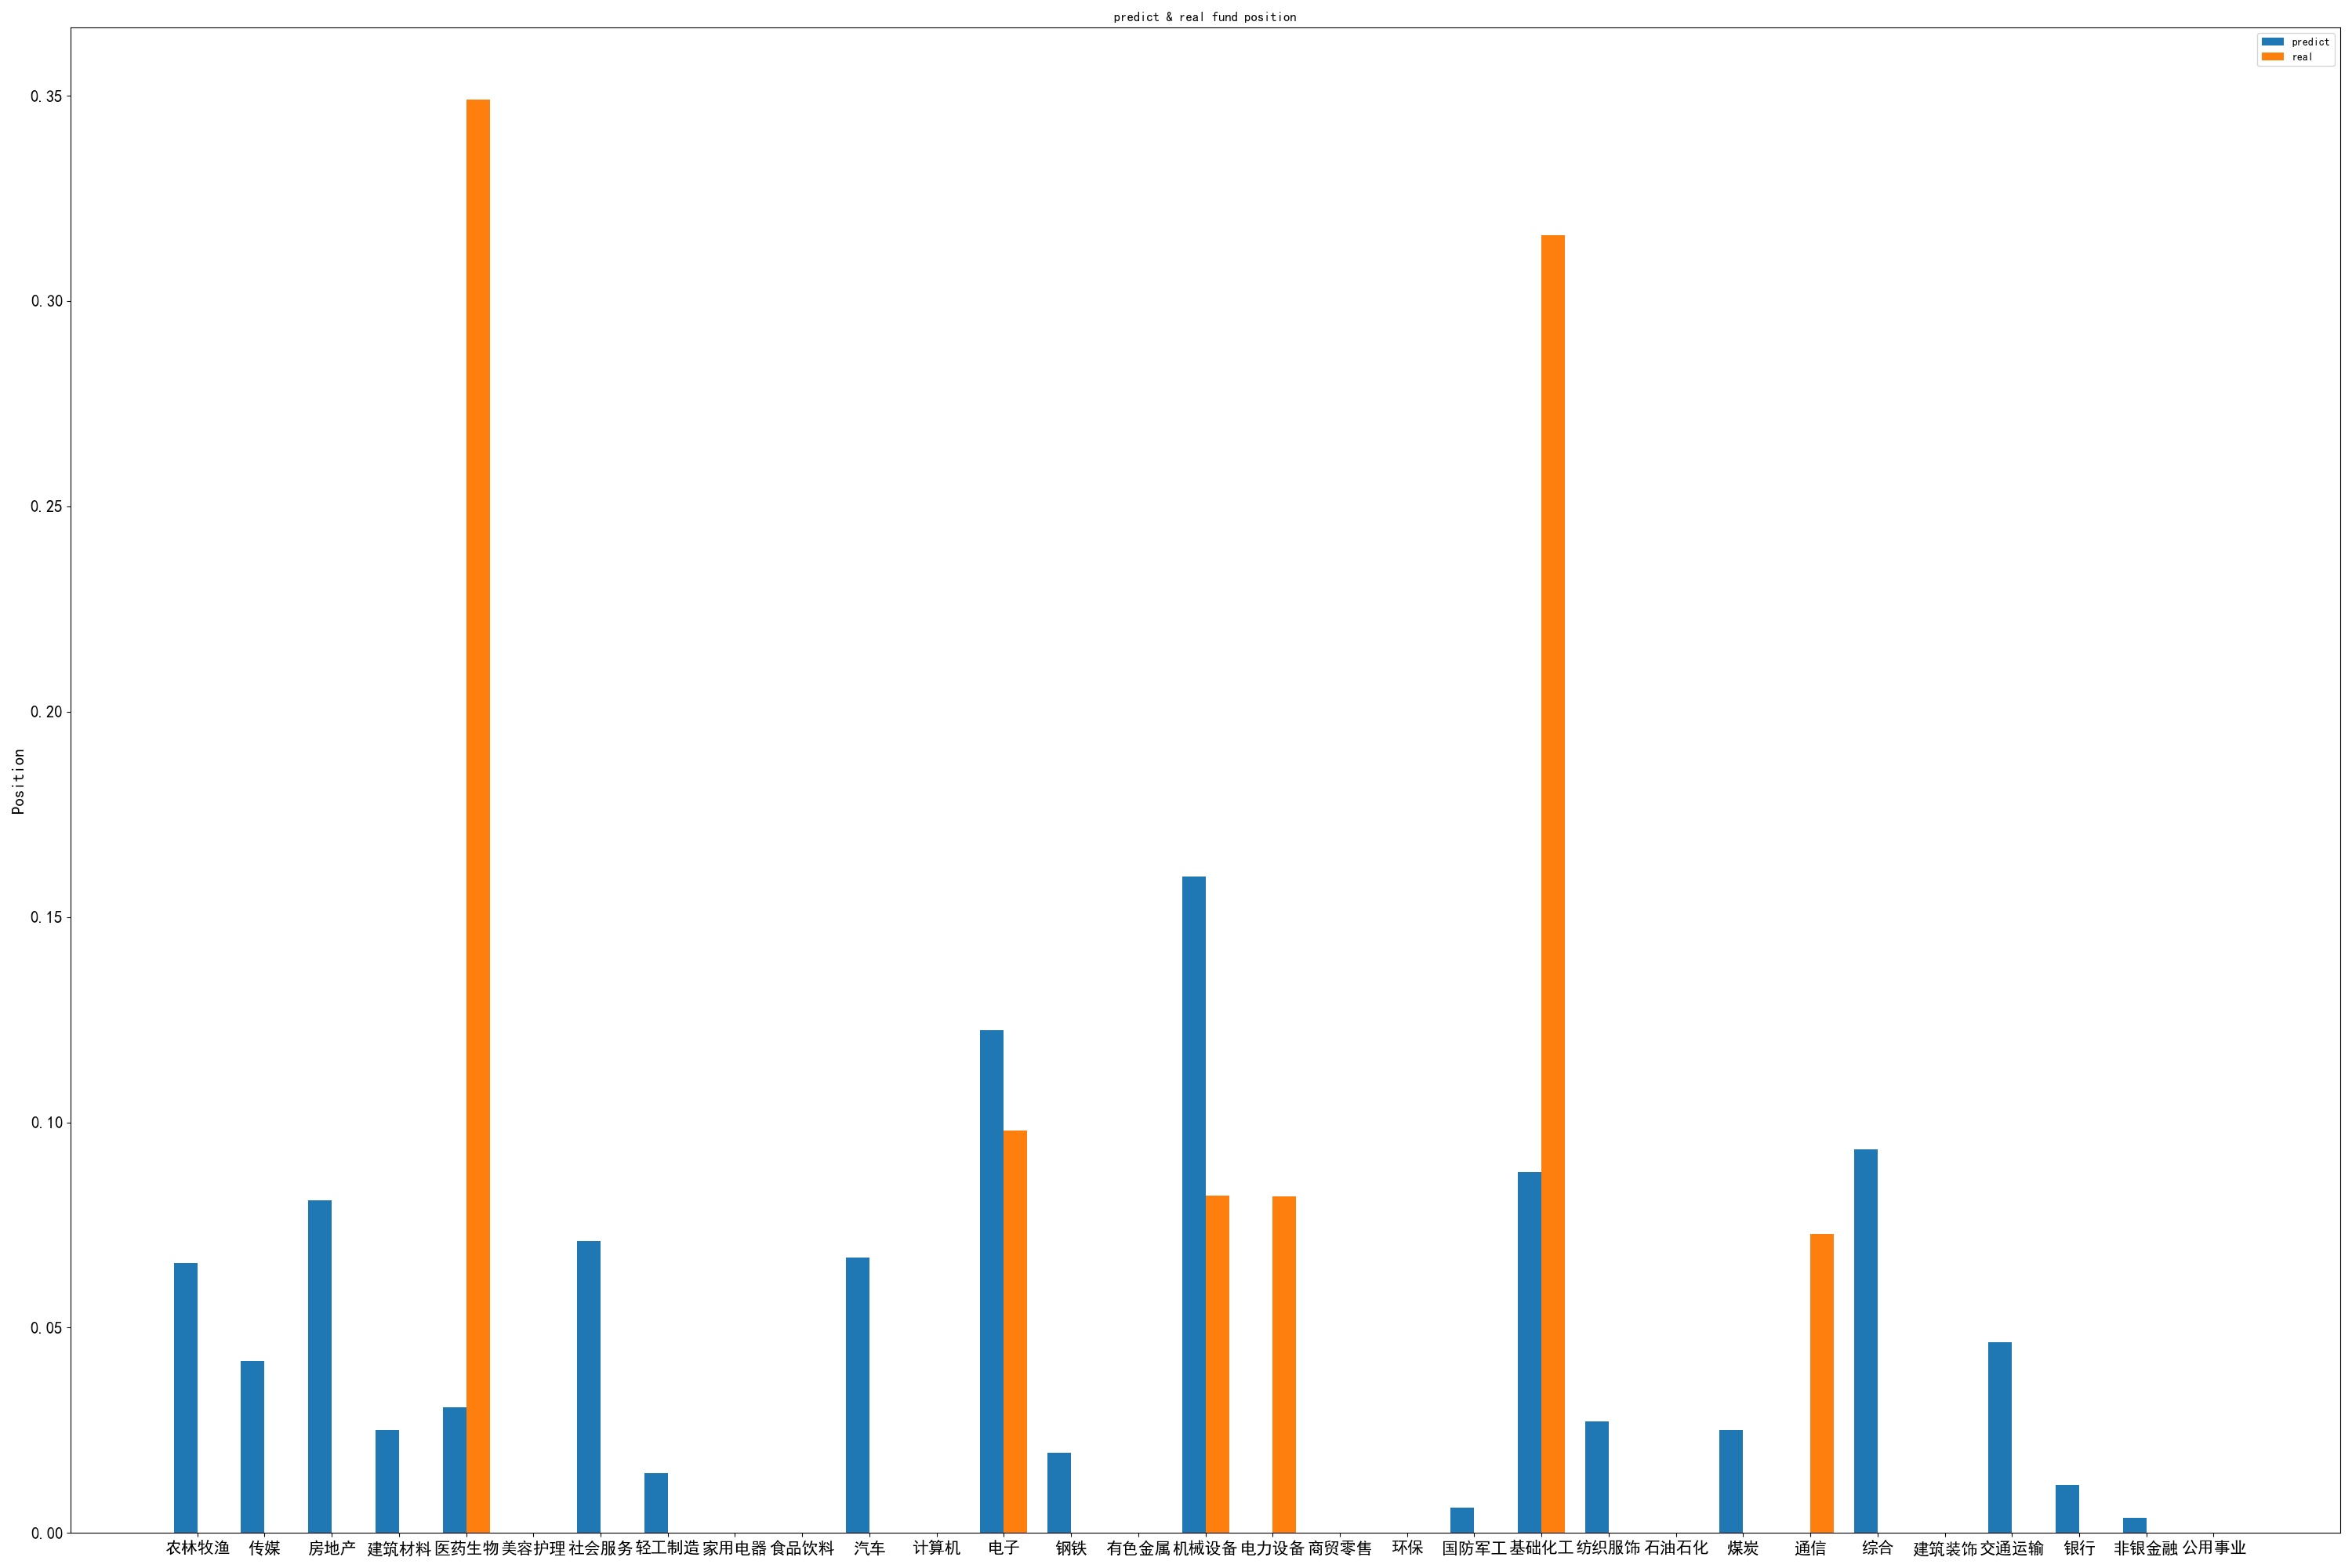 predict & real fund position
predict
real
0.35
0.30
0.25
0.20
0.15
0.10
0.05
0.00
Position
农林牧渔 传媒 房地产 建筑材料 医药生物 美容护理 社会服务 轻工制造 家用电器 食品饮料 汽车 计算机 电子 钢铁 有色金属 机械设备 电力设备 商贸零售 环保 国防军工 基础化工 纺织服饰 石油石化 煤炭 通信 综合 建筑装饰 交通运输 银行 非银金融 公用事业